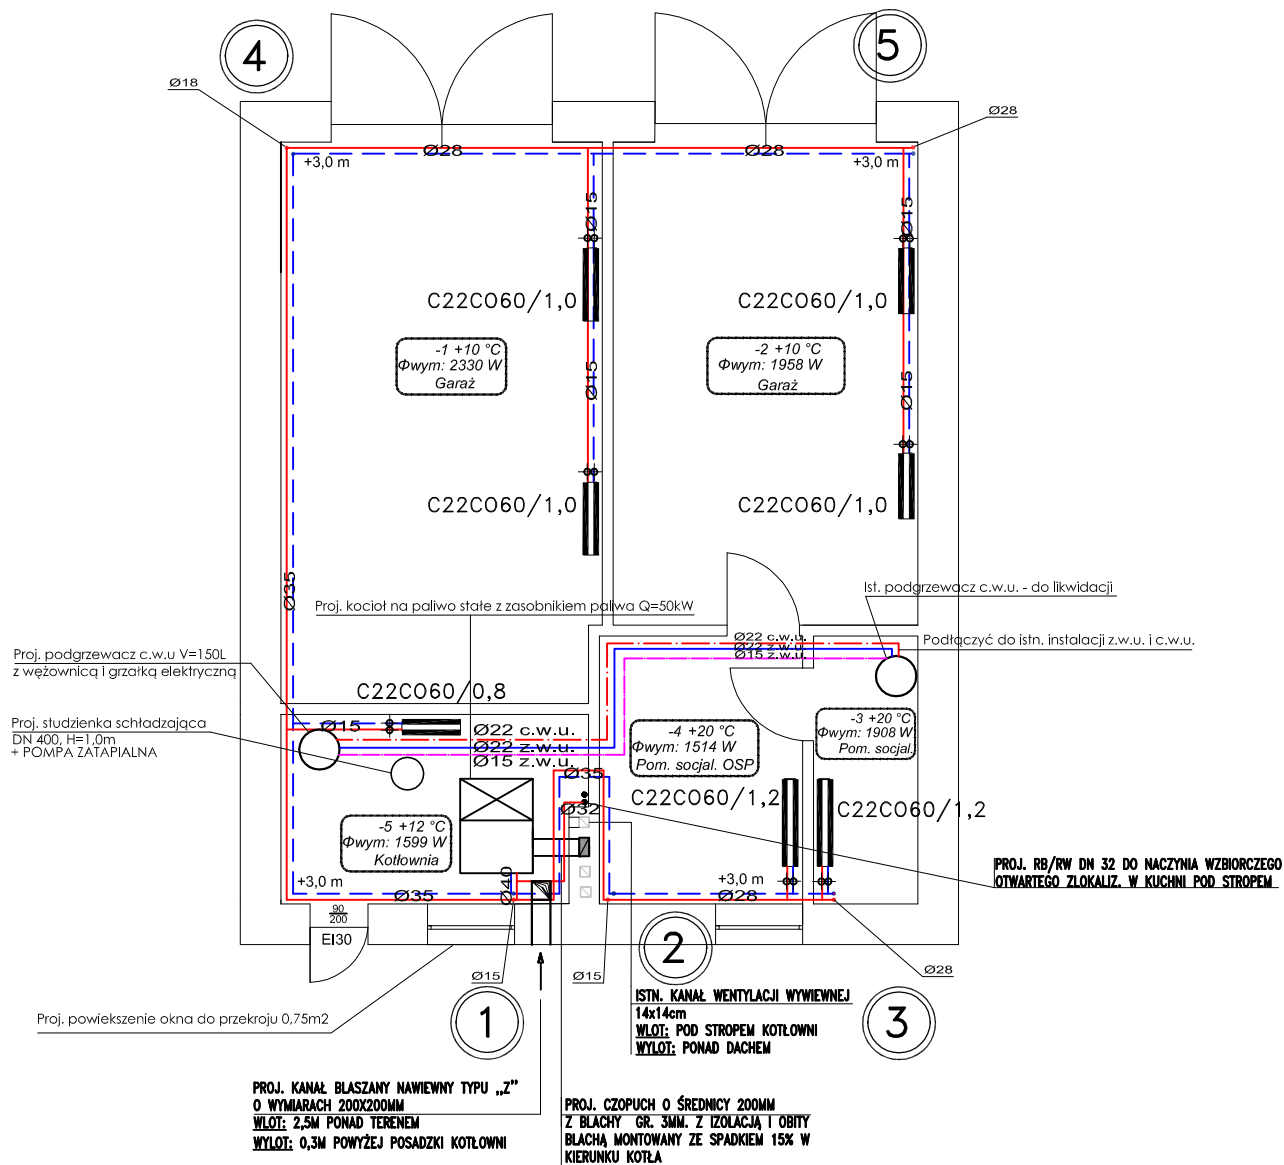 4
5
Ø18
Ø28
Ø28
Ø28
+3,0 m
+3,0 m
Ø15
Ø15
C22CO60/1,0
C22CO60/1,0
-1 +10 °C
Φwym: 2330 W
Garaż
-2 +10 °C
Φwym: 1958 W
Garaż
Ø15
Ø15
C22CO60/1,0
C22CO60/1,0
Ø35
Proj. kocioł na paliwo stałe z zasobnikiem paliwa Q=50kW
Ist. podgrzewacz c.w.u. - do likwidacji
Podłączyć do istn. instalacji z.w.u. i c.w.u.
Ø22 c.w.u.
Ø22 z.w.u.
Ø15 z.w.u.
Proj. podgrzewacz c.w.u V=150L
z wężownicą i grzałką elektryczną
C22CO60/0,8
Proj. studzienka schładzająca
DN 400, H=1,0m
+ POMPA ZATAPIALNA
Ø15
Ø22 c.w.u.
Ø22 z.w.u.
Ø15 z.w.u.
-4 +20 °C
Φwym: 1514 W
Pom. socjal. OSP
-3 +20 °C
Φwym: 1908 W
Pom. socjal.
Ø35
Ø32
C22CO60/1,2
C22CO60/1,2
-5 +12 °C
Φwym: 1599 W
Kotłownia
PROJ. RB/RW DN 32 DO NACZYNIA WZBIORCZEGO
OTWARTEGO ZLOKALIZ. W KUCHNI POD STROPEM
+3,0 m
+3,0 m
Ø35
Ø40
Ø28
90
200
EI30
Ø15
Ø15
Ø28
2
1
3
ISTN. KANAŁ WENTYLACJI WYWIEWNEJ
14x14cm
WLOT: POD STROPEM KOTŁOWNI
WYLOT: PONAD DACHEM
Proj. powiekszenie okna do przekroju 0,75m2
PROJ. KANAŁ BLASZANY NAWIEWNY TYPU „Z”
O WYMIARACH 200X200MM
WLOT: 2,5M PONAD TERENEM
WYLOT: 0,3M POWYŻEJ POSADZKI KOTŁOWNI
PROJ. CZOPUCH O ŚREDNICY 200MM
Z BLACHY GR. 3MM. Z IZOLACJĄ I OBITY
BLACHĄ MONTOWANY ZE SPADKIEM 15% W
KIERUNKU KOTŁA